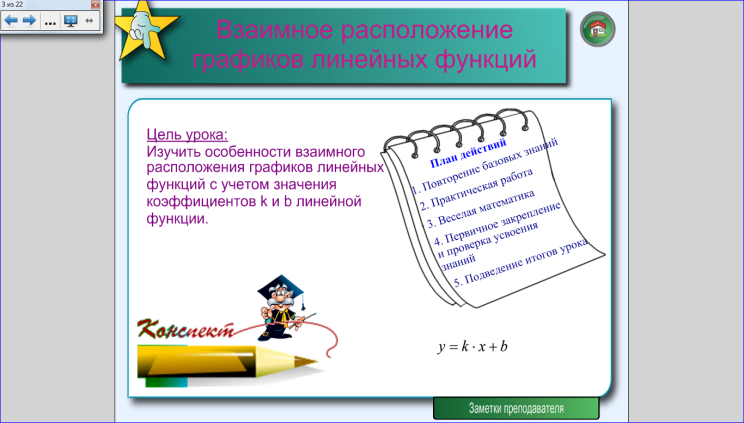 3 из 22
Взаимное расположение
графиков линейных функций
Цель урока:
Изучить особенности взаимного
расположения графиков линейных
функций с учетом значения
коэффициентов k и b линейной
функции.
План действий
1. Повторение базовых знаний
2. Практическая работа
3. Веселая математика
4. Первичное закрепление
и проверка усвоения
знаний
5. Подведение итогов урока
Конспект
y = k · x + b
Заметки преподавателя